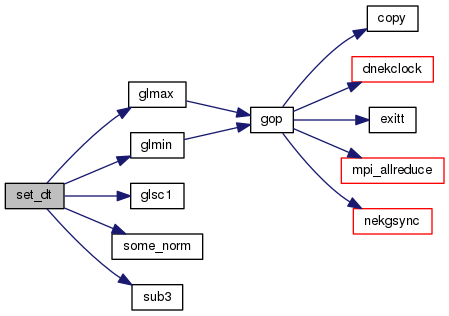 set_dt
glmax
glmin
glsc1
some_norm
sub3
gop
copy
dnekclock
exitt
mpi_allreduce
nekgsync